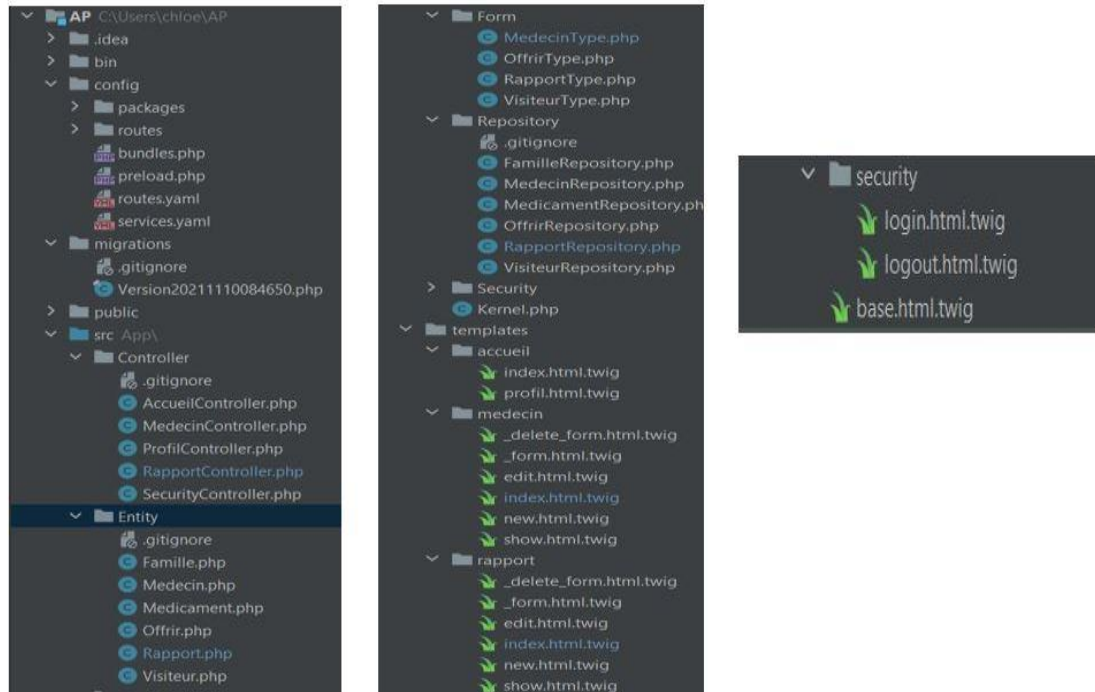 AP C:\Users\chloe\AP
.idea
bin
config
packages
routes
bundles.php
preload.php
routes.yaml
services.yaml
migrations
.gitignore
Version20211110084650.php
public
src App\
Controller
.gitignore
AccueilController.php
MedecinController.php
ProfilController.php
RapportController.php
SecurityController.php
Entity
.gitignore
Famille.php
Medecin.php
Medicament.php
Offrir.php
Rapport.php
Visiteur.php
Form
MedecinType.php
OffrirType.php
RapportType.php
VisiteurType.php
Repository
.gitignore
FamilleRepository.php
MedecinRepository.php
MedicamentRepository.ph
OffrirRepository.php
RapportRepository.php
VisiteurRepository.php
Security
Kernel.php
templates
accueil
index.html.twig
profil.html.twig
medecin
_delete_form.html.twig
_form.html.twig
edit.html.twig
index.html.twig
new.html.twig
show.html.twig
rapport
_delete_form.html.twig
_form.html.twig
edit.html.twig
index.html.twig
new.html.twig
show.html.twig
security
login.html.twig
logout.html.twig
base.html.twig